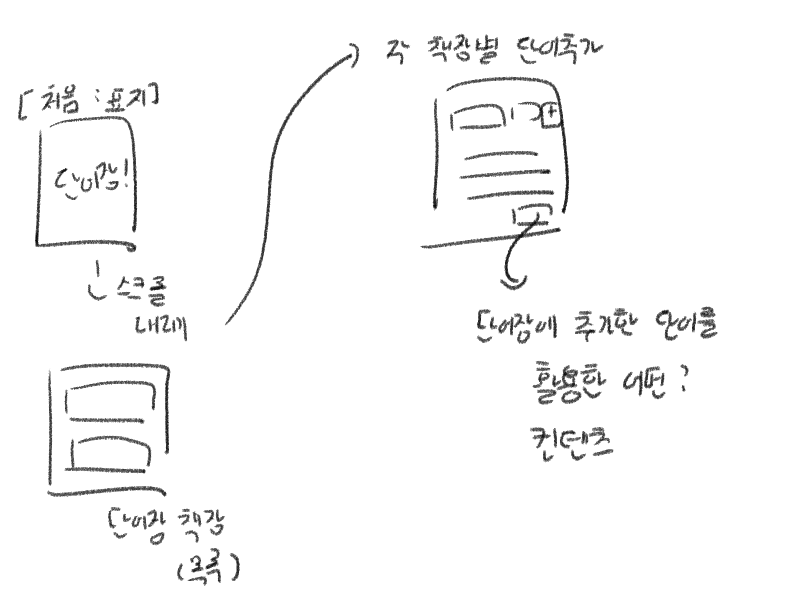 [처음 : 표지]
단어장!
스크롤
내리게
단어장 책장
(목록)
각 책장별 단어추가
+
단어장에 추가한 단어를
활용한 어떤?
컨텐츠